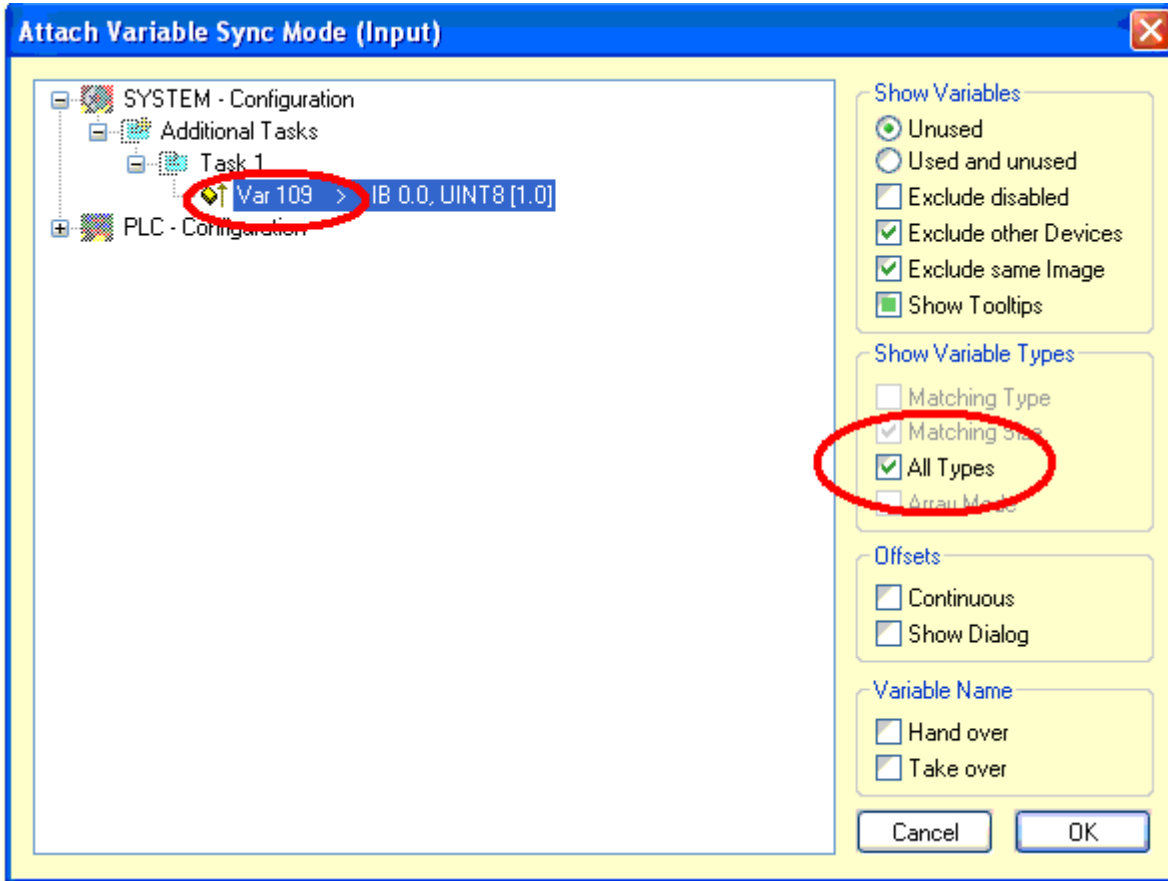 Attach Variable Sync Mode (Input)
SYSTEM - Configuration
Additional Tasks
Task 1
Var 109 > IB 0.0, UINT8 [1.0]
PLC - Configuration
Show Variables
Unused
Used and unused
Exclude disabled
Exclude other Devices
Exclude same Image
Show Tooltips
Show Variable Types
Matching Type
Matching Size
All Types
Array Mode
Offsets
Continuous
Show Dialog
Variable Name
Hand over
Take over
Cancel
OK